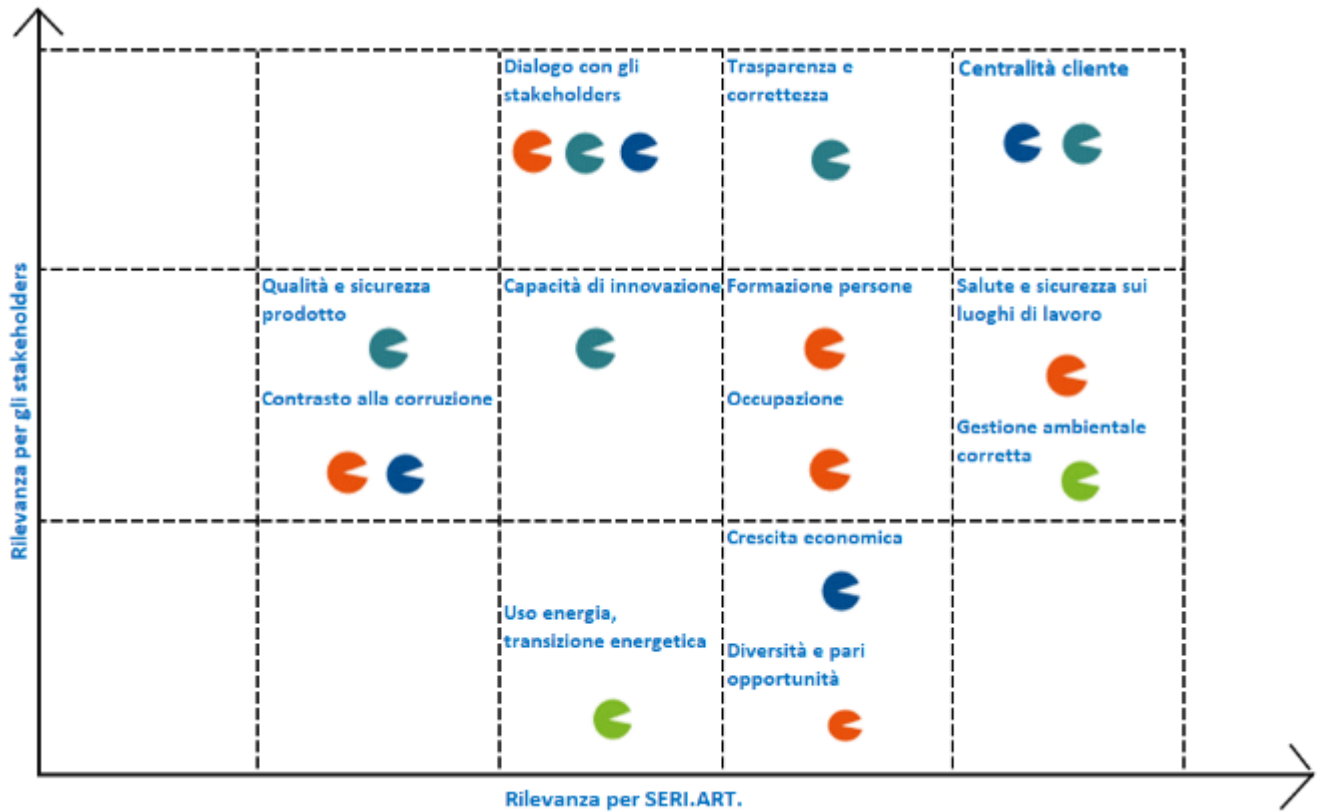 Dialogo con gli
stakeholders
Trasparenza e
correttezza
Centralità cliente
Qualità e sicurezza
prodotto
Capacità di innovazione
Formazione persone
Salute e sicurezza sui
luoghi di lavoro
Contrasto alla corruzione
Occupazione
Gestione ambientale
corretta
Crescita economica
Uso energia,
transizione energetica
Diversità e pari
opportunità
Rilevanza per gli stakeholders
Rilevanza per SERI.ART.